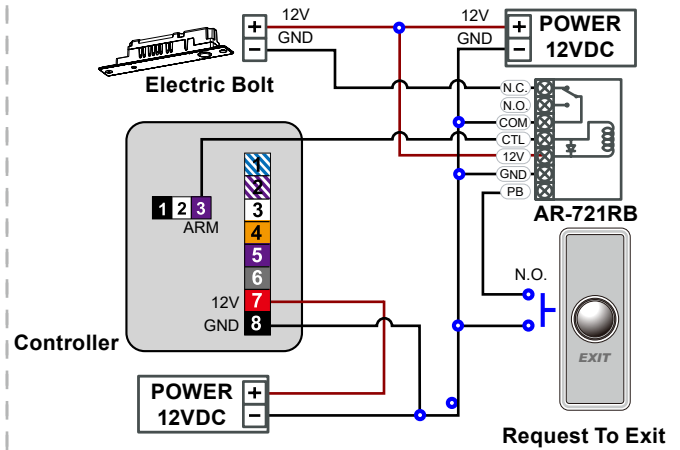 12V
GND
+
−
Electric Bolt
12V
GND
+
−
POWER
12VDC
N.C.
N.O.
COM
CTL
12V
GND
PB
AR-721RB
1 2 3
ARM
1
2
3
4
5
6
12V 7
GND 8
Controller
POWER
12VDC
+
−
N.O.
EXIT
Request To Exit